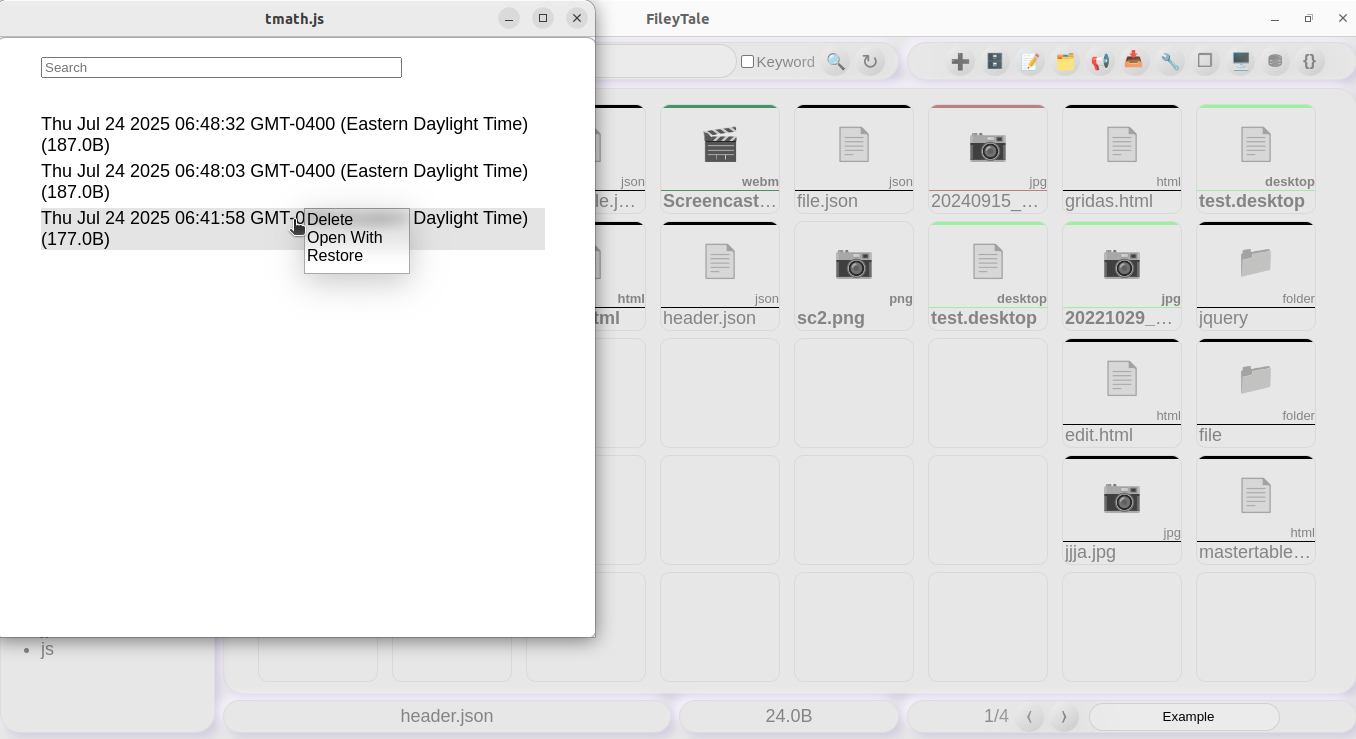 tmath.js
FileyTale
Search
Keyword
{}
Thu Jul 24 2025 06:48:32 GMT-0400 (Eastern Daylight Time)
(187.0B)
Thu Jul 24 2025 06:48:03 GMT-0400 (Eastern Daylight Time)
(187.0B)
Thu Jul 24 2025 06:41:58 GMT-0 Daylight Time)
(177.0B)
Delete
Open With
Restore
json
webm
json
jpg
html
desktop
le.j...
Screencast...
file.json
20240915_...
gridas.html
test.desktop
html
json
png
desktop
jpg
folder
tml
header.json
sc2.png
test.desktop
20221029_...
jquery
html
folder
edit.html
file
jpg
html
jjja.jpg
mastertable...
js
header.json
24.0B
1/4
Example